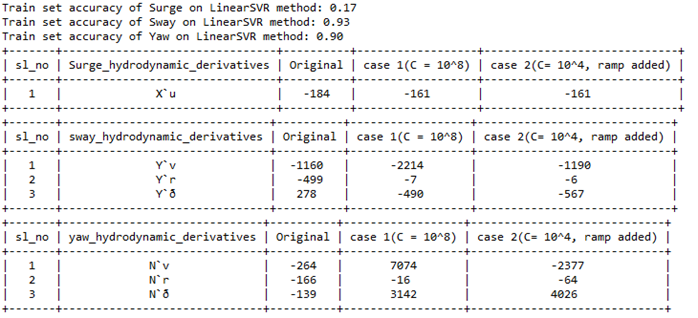 Train set accuracy of Surge on LinearSVR method: 0.17
Train set accuracy of Sway on LinearSVR method: 0.93
Train set accuracy of Yaw on LinearSVR method: 0.90
| sl_no | Surge_hydrodynamic_derivatives | Original | case 1(C = 10^8) | case 2(C= 10^4, ramp added) |
| 1 | X`u | -184 | -161 | -161 |
| sl_no | sway_hydrodynamic_derivatives | Original | case 1(C = 10^8) | case 2(C= 10^4, ramp added) |
| 1 | Y`v | -1160 | -2214 | -1190 |
| 2 | Y`r | -499 | -7 | -6 |
| 3 | Y`ð | 278 | -490 | -567 |
| sl_no | yaw_hydrodynamic_derivatives | Original | case 1(C = 10^8) | case 2(C=10^4, ramp added) |
| 1 | N`v | -264 | 7074 | -2377 |
| 2 | N`r | -166 | -16 | -64 |
| 3 | N`ð | -139 | 3142 | 4026 |